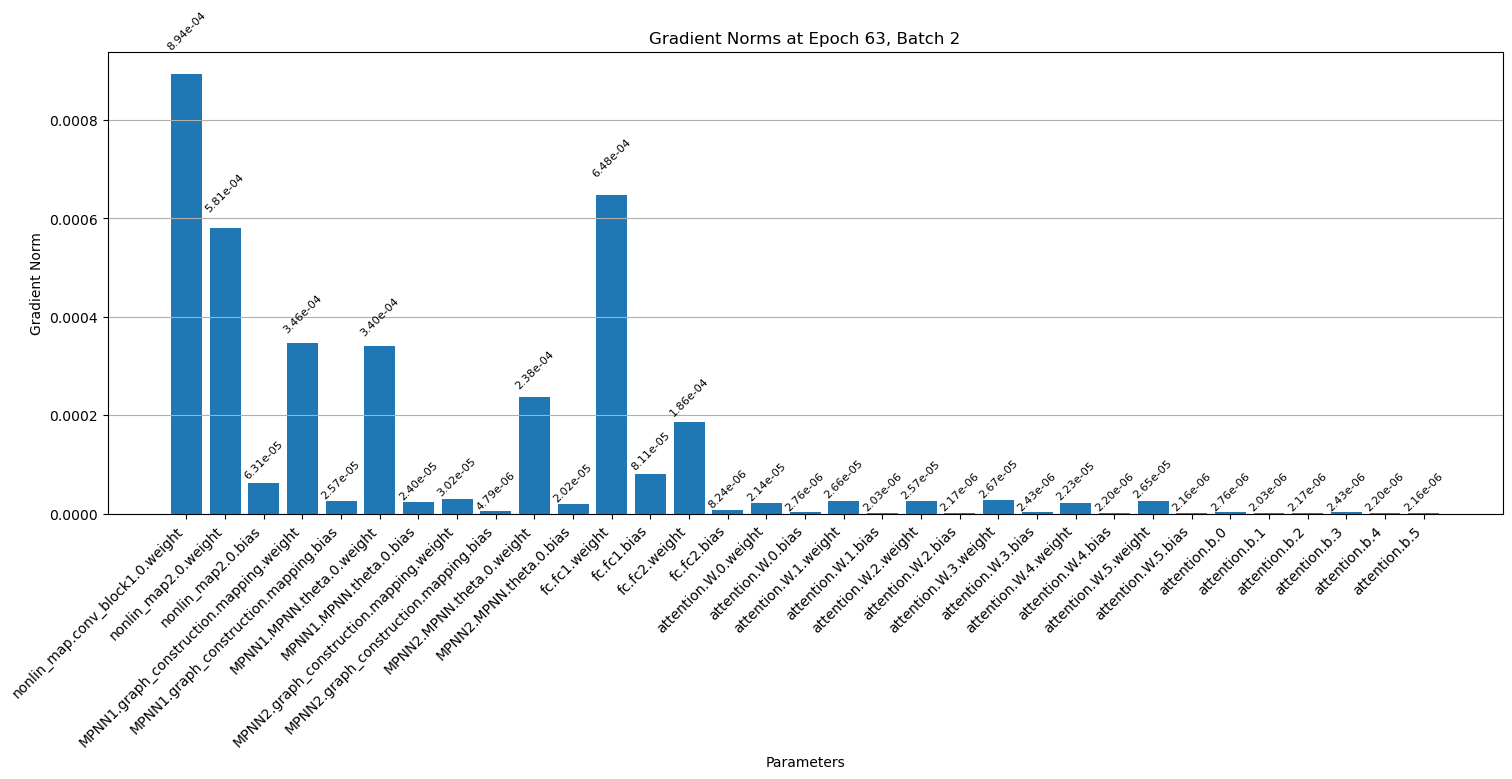 Gradient Norms at Epoch 63, Batch 2
Gradient Norm
0.0008
0.0006
0.0004
0.0002
0.0000
8.94e-04
5.81e-04
6.31e-05
3.46e-04
2.57e-05
3.40e-04
2.40e-05
3.02e-05
4.79e-06
2.38e-04
2.02e-05
6.48e-04
8.11e-05
1.86e-04
8.24e-06
2.14e-05
2.76e-06
2.66e-05
2.03e-06
2.57e-05
2.17e-06
2.67e-05
2.43e-06
2.23e-05
2.20e-06
2.65e-05
2.16e-06
2.76e-06
2.03e-06
2.17e-06
2.43e-06
2.20e-06
2.16e-06
nonlin_map.conv_block1.0.weight
nonlin_map2.0.weight
nonlin_map2.0.bias
MPNN1.graph_construction.mapping.weight
MPNN1.graph_construction.mapping.bias
MPNN1.MPNN.theta.0.weight
MPNN1.MPNN.theta.0.bias
MPNN2.graph_construction.mapping.weight
MPNN2.graph_construction.mapping.bias
MPNN2.MPNN.theta.0.weight
MPNN2.MPNN.theta.0.bias
fc.fc1.weight
fc.fc1.bias
fc.fc2.weight
fc.fc2.bias
attention.W.0.weight
attention.W.0.bias
attention.W.1.weight
attention.W.1.bias
attention.W.2.weight
attention.W.2.bias
attention.W.3.weight
attention.W.3.bias
attention.W.4.weight
attention.W.4.bias
attention.W.5.weight
attention.W.5.bias
attention.b.0
attention.b.1
attention.b.2
attention.b.3
attention.b.4
attention.b.5
Parameters